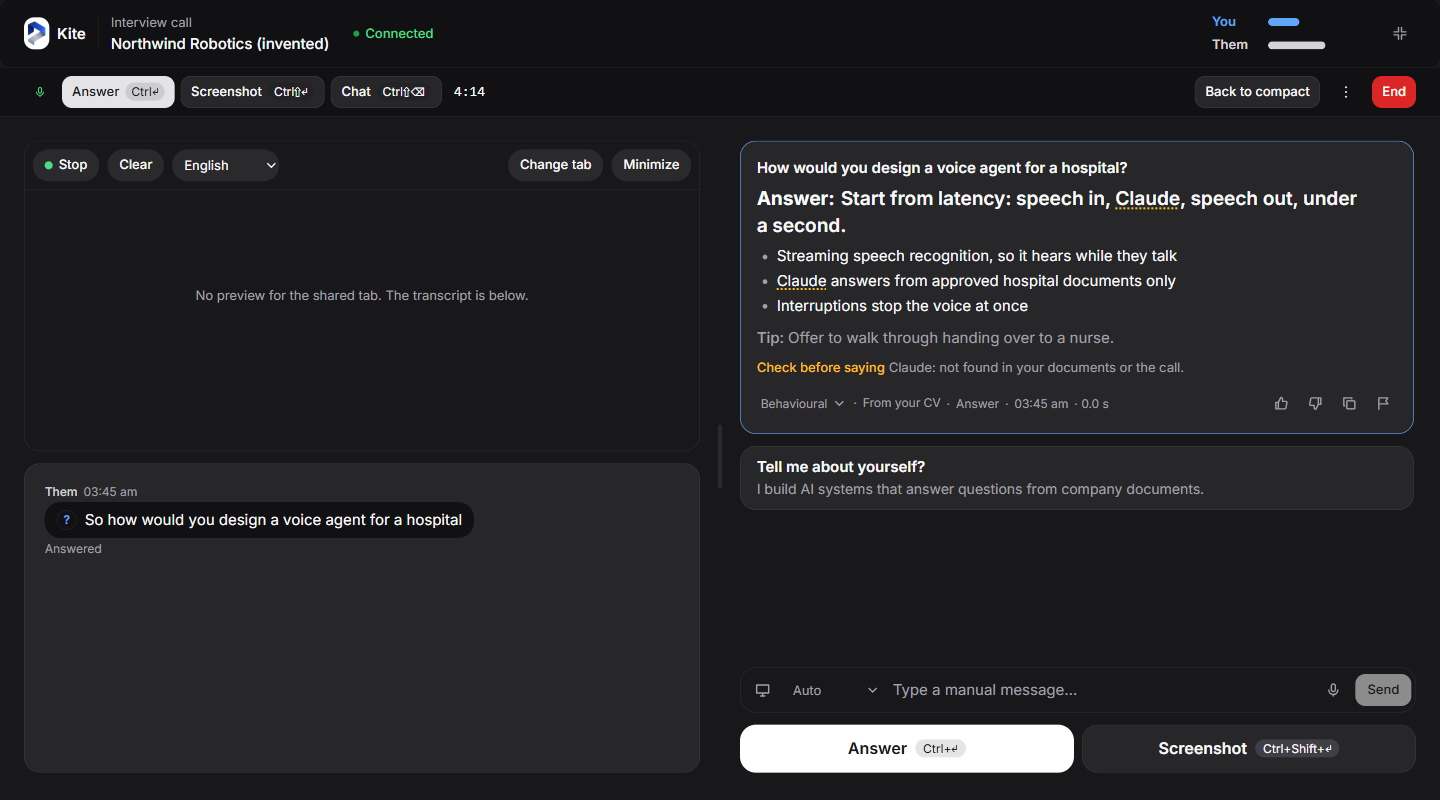 Kite
Interview call
Northwind Robotics (invented)
Connected
You
Them
Answer Ctrl↵
Screenshot Ctrl⇧↵
Chat Ctrl⇧⌫
4:14
Back to compact
End
Stop
Clear
English
Change tab
Minimize
No preview for the shared tab. The transcript is below.
Them 03:45 am
? So how would you design a voice agent for a hospital
Answered
How would you design a voice agent for a hospital?
Answer: Start from latency: speech in, Claude, speech out, under
a second.
• Streaming speech recognition, so it hears while they talk
• Claude answers from approved hospital documents only
• Interruptions stop the voice at once
Tip: Offer to walk through handing over to a nurse.
Check before saying Claude: not found in your documents or the call.
Behavioural · From your CV · Answer · 03:45 am · 0.0 s
Tell me about yourself?
I build AI systems that answer questions from company documents.
Auto
Type a manual message...
Send
Answer Ctrl+↵
Screenshot Ctrl+Shift+↵